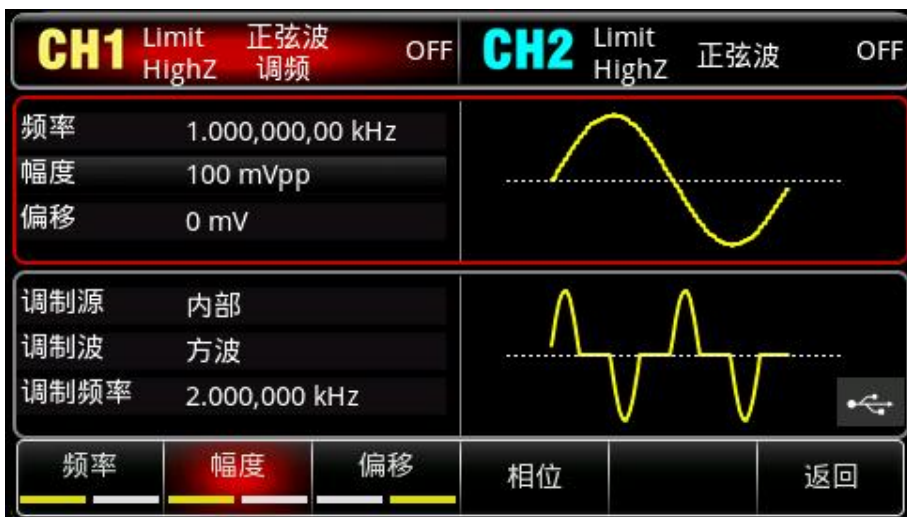 CH1 Limit 正弦波 OFF CH2 Limit 正弦波 OFF
HighZ 调频 HighZ
频率 1.000,000,00 kHz
幅度 100 mVpp
偏移 0 mV
调制源 内部
调制波 方波
调制频率 2.000,000 kHz
频率 幅度 偏移 相位 返回